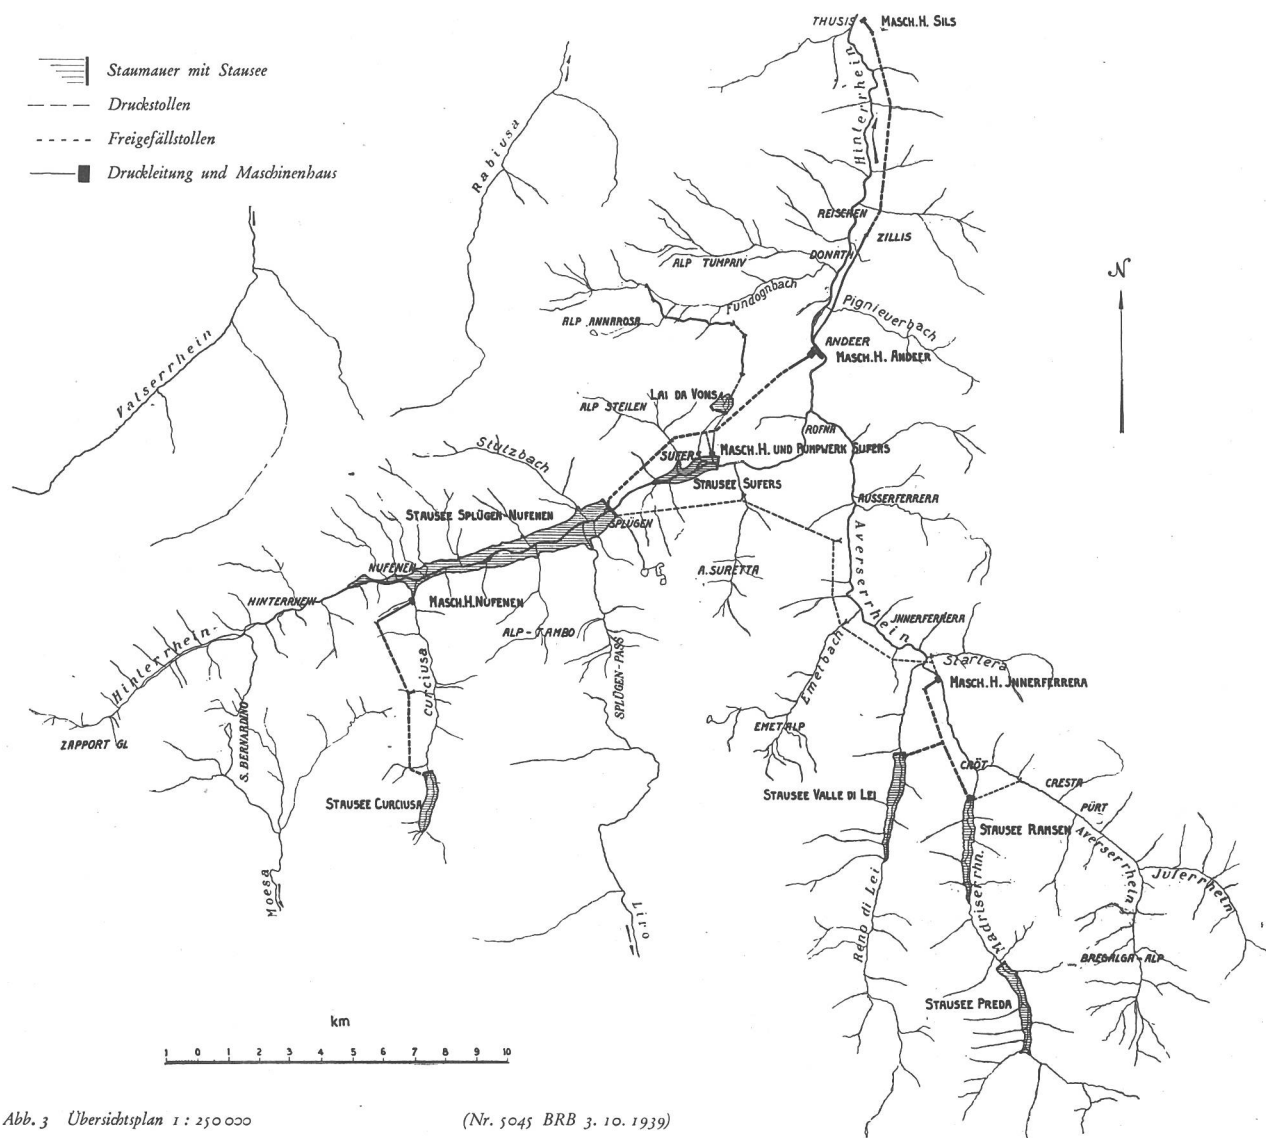 THUSIS
MASCH. H. SILS
Staumauer mit Stausee
Druckstollen
Freigefällstollen
Druckleitung und Maschinenhaus
Hinterrhein
Rabiusa
REISCHEN
ZILLIS
DONATH
ALP TUMPRIV
Fundognbach
Pignieuerbach
ALP ANNAROSA
ANDEER
MASCH. H. ANDEER
N
Valserrhein
LAI DA VONS
ALP STEILEN
ROFNA
Stutzbach
SUFERS
MASCH. H. UND PUMPWERK SUFERS
STAUSEE SUFERS
AUSSERFERRERA
STAUSEE SPLÜGEN-NUFENEN
SPLÜGEN
Averserrhein
NUFENEN
A. SURETTA
HINTERRHEIN
MASCH. H. NUFENEN
JNNERFERRERA
ALP-TAMBO
Hinterrhein-
Curciusa
SPLÜGEN-PASS
Emetbach
Starlera
MASCH. H. JNNERFERRERA
ZAPPORT GL
S. BERNARDINO
EMET ALP
CRÖT
CRESTA
STAUSEE CURCIUSA
STAUSEE VALLE DI LEI
PÜRT
STAUSEE RAMSEN
Averserrhein
Juferrhein
Moesa
Liro
Reno di Lei
Madriserrhn.
BREGALGA-ALP
STAUSEE PREDA
km
1 0 1 2 3 4 5 6 7 8 9 10
Abb. 3 Übersichtsplan 1 : 250 000
(Nr. 5045 BRB 3. 10. 1939)